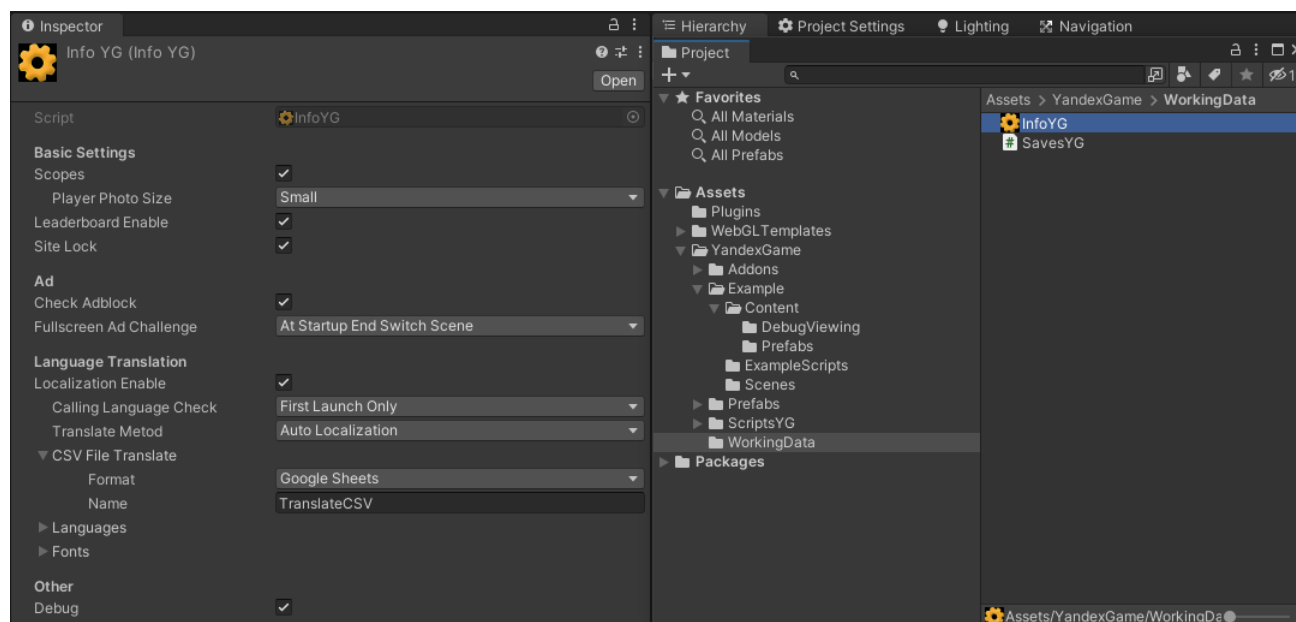 Inspector
Info YG (Info YG)
Open
Script InfoYG
Basic Settings
Scopes
Player Photo Size Small
Leaderboard Enable
Site Lock
Ad
Check Adblock
Fullscreen Ad Challenge At Startup End Switch Scene
Language Translation
Localization Enable
Calling Language Check First Launch Only
Translate Metod Auto Localization
CSV File Translate
Format Google Sheets
Name TranslateCSV
Languages
Fonts
Other
Debug
Hierarchy Project Settings Lighting Navigation
Project
1
Favorites
All Materials
All Models
All Prefabs
Assets
Plugins
WebGLTemplates
YandexGame
Addons
Example
Content
DebugViewing
Prefabs
ExampleScripts
Scenes
Prefabs
ScriptsYG
WorkingData
Packages
Assets > YandexGame > WorkingData
InfoYG
# SavesYG
Assets/YandexGame/WorkingDa